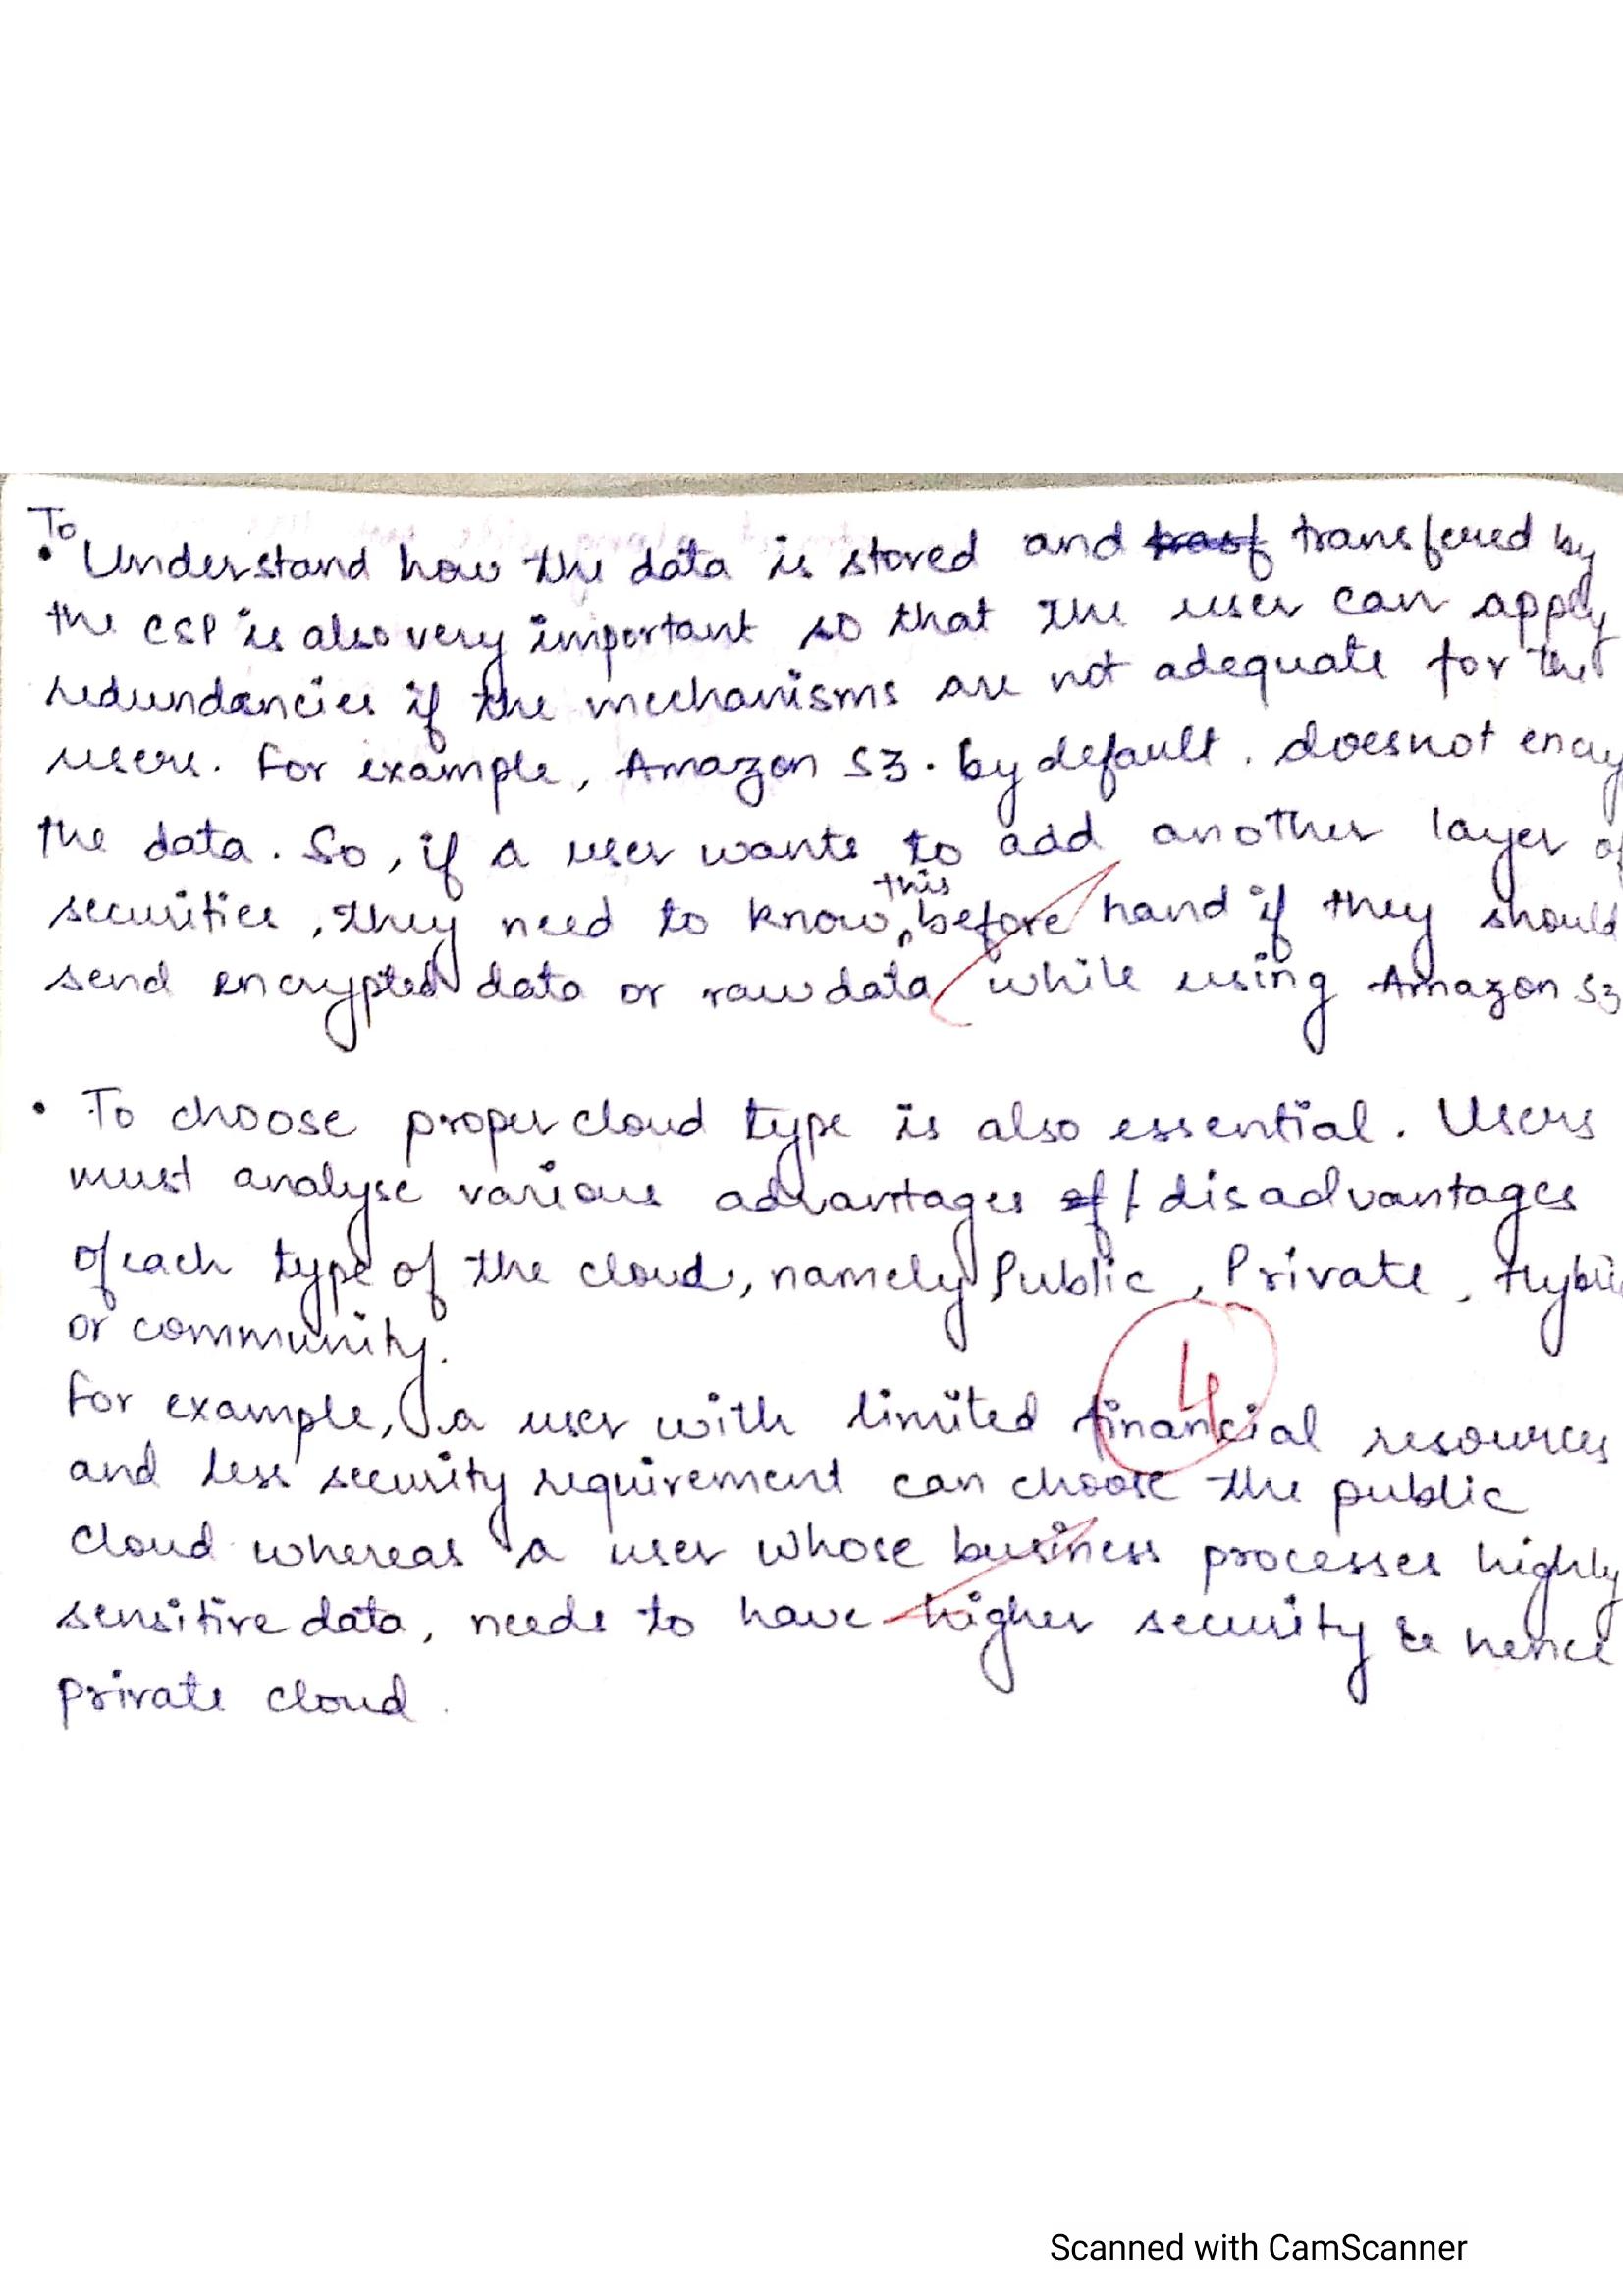 To
• Understand how the data is stored and trasf transfered by
the CSP is also very important so that the user can apply
redundancies if the mechanisms are not adequate for the
users. For example, Amazon S3. by default. doesnot ency
the data. So, if a user wants to add another layer of
this
securities, they need to know before hand if they should
send encrypted data or raw data while using Amazon S3
• To choose proper cloud type is also essential. Users
must analyse various advantages of / disadvantages
of each type of the cloud, namely Public, Private, Hybri
or community.
4
For example, a user with limited financial resources
and less security requirement can choose the public
cloud whereas a user whose business processes highly
sensitive data, needs to have higher security & hence
private cloud.
Scanned with CamScanner